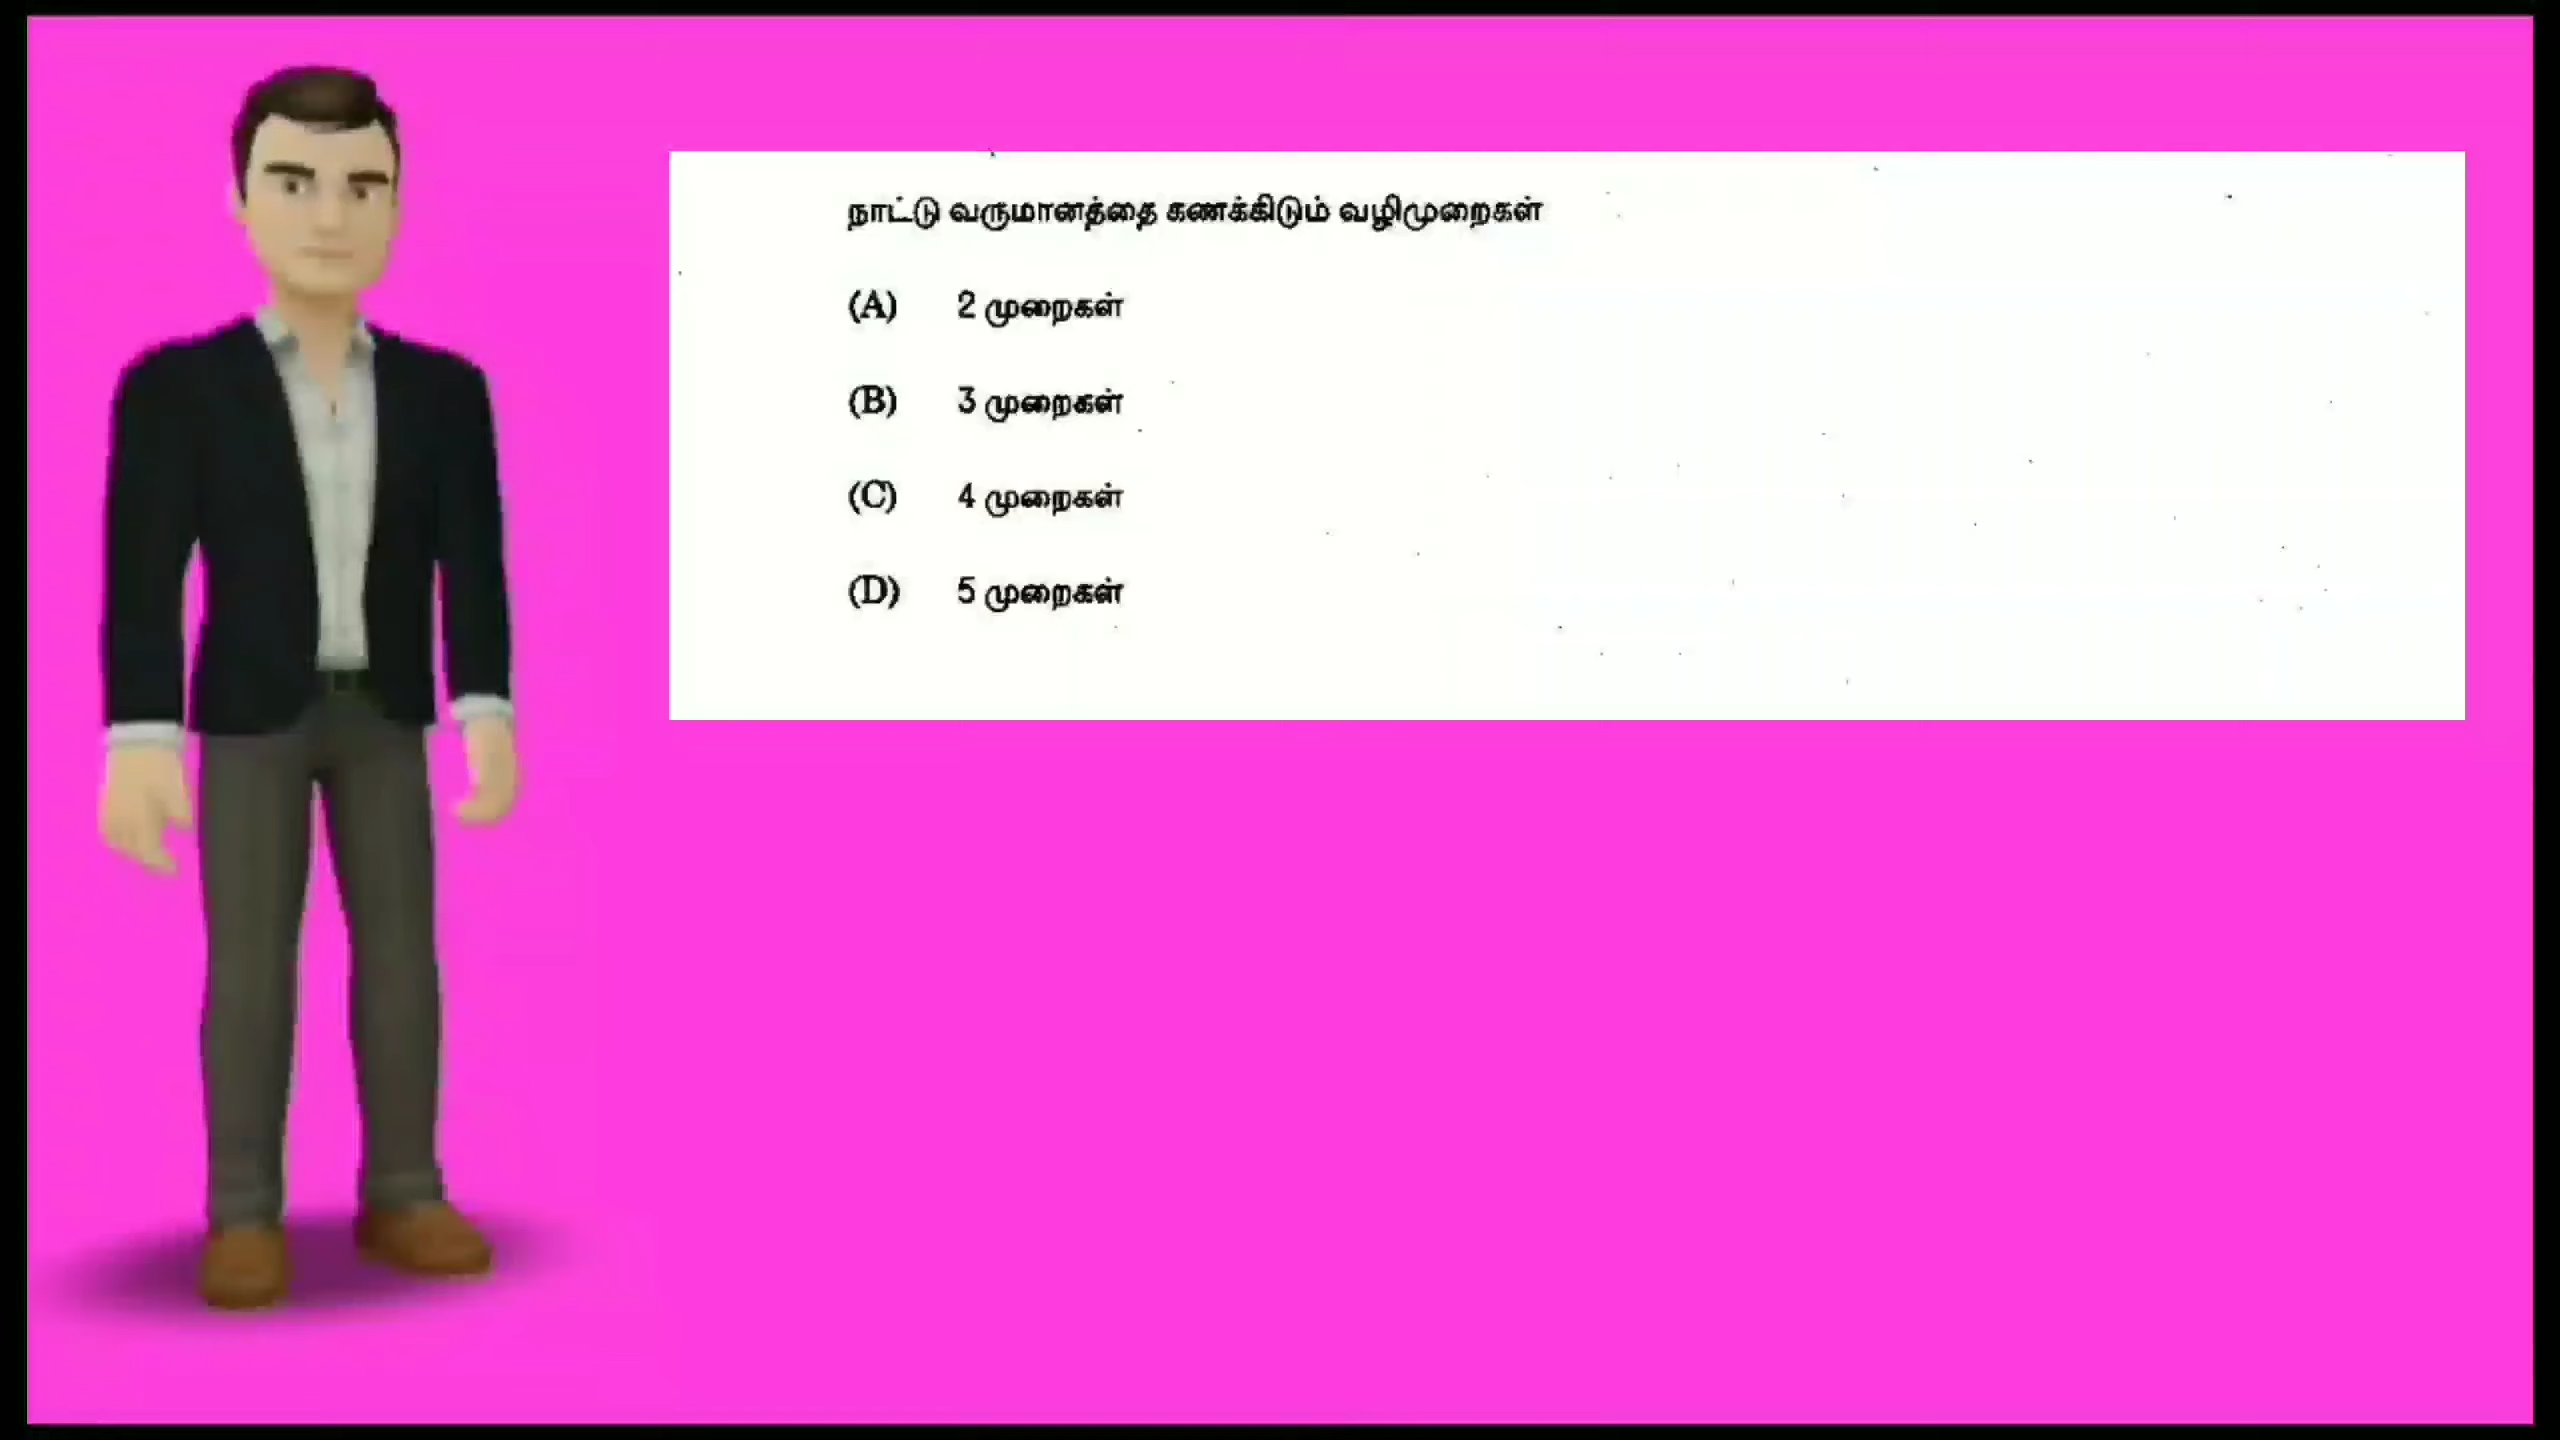 நாட்டு வருமானத்தை கணக்கிடும் வழிமுறைகள்
(A) 2 முறைகள்
(B) 3 முறைகள்
(C) 4 முறைகள்
(D) 5 முறைகள்